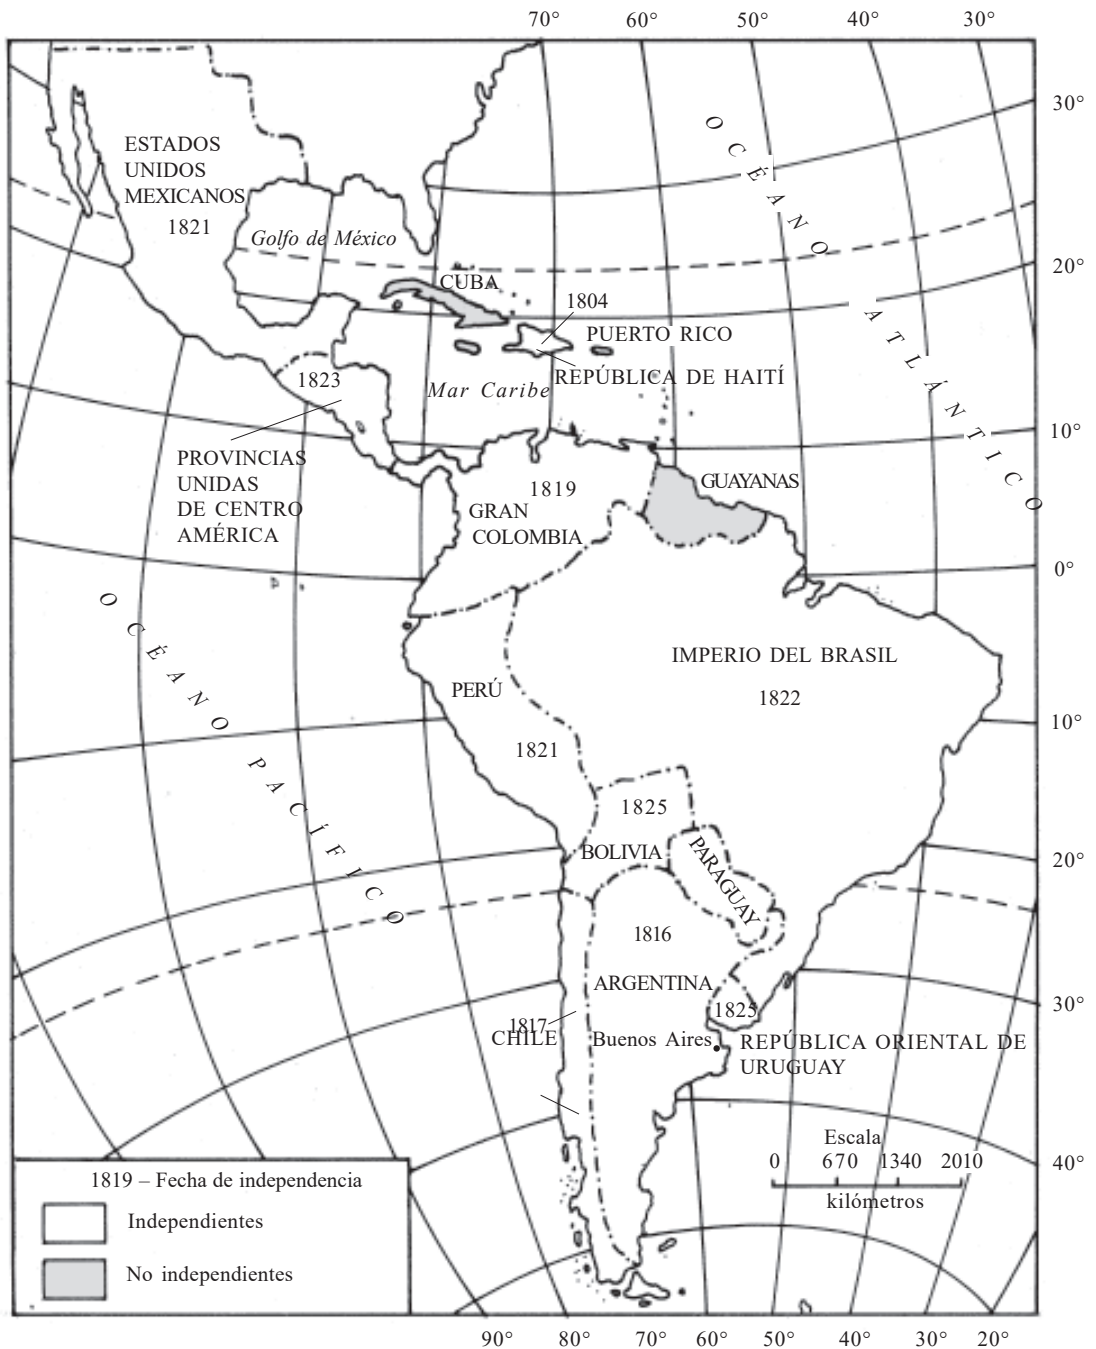 70° 60° 50° 40° 30°
30°
OCÉANO ATLÁNTICO
ESTADOS
UNIDOS
MEXICANOS
1821
Golfo de México
20°
CUBA
1804
PUERTO RICO
REPÚBLICA DE HAITÍ
1823
Mar Caribe
10°
PROVINCIAS
UNIDAS
DE CENTRO
AMÉRICA
1819
GRAN
COLOMBIA
GUAYANAS
0°
OCÉANO PACÍFICO
IMPERIO DEL BRASIL
1822
PERÚ
1821
10°
1825
BOLIVIA
PARAGUAY
20°
1816
ARGENTINA
1825
30°
1817
CHILE
Buenos Aires
REPÚBLICA ORIENTAL DE
URUGUAY
Escala
0 670 1340 2010
kilómetros
40°
1819 – Fecha de independencia
Independientes
No independientes
90° 80° 70° 60° 50° 40° 30° 20°